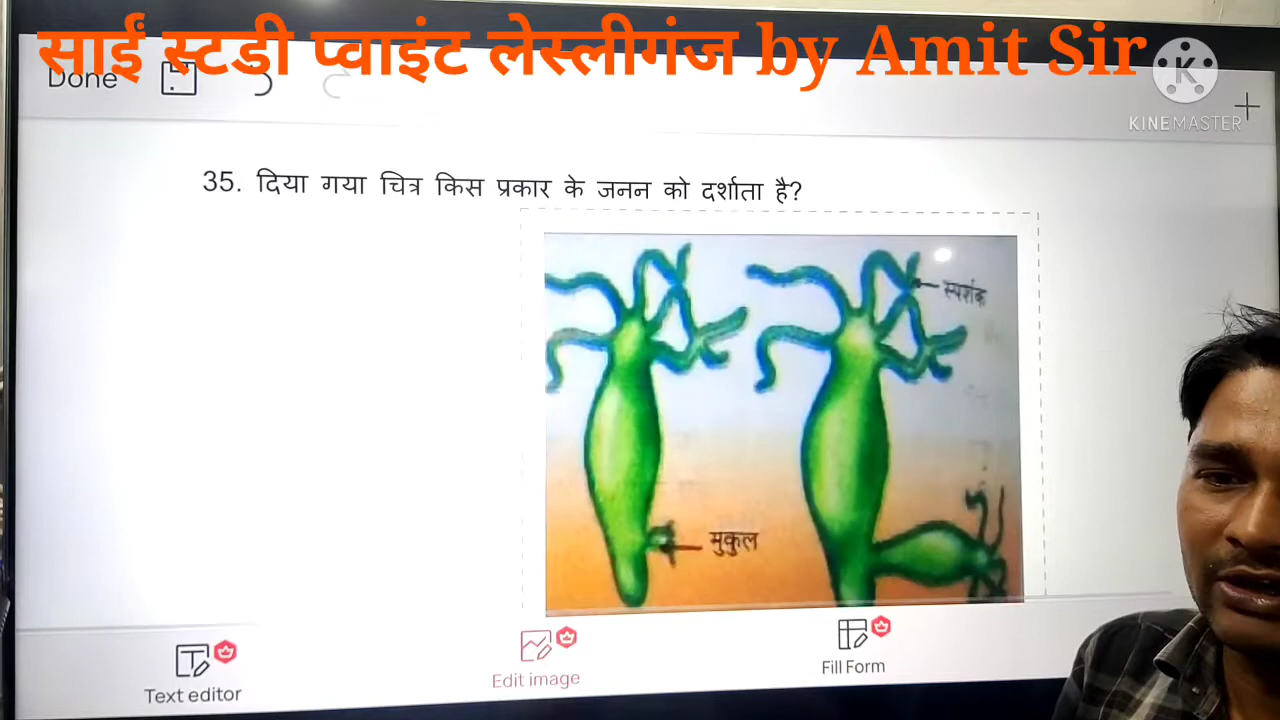 साईं स्टडी प्वाइंट लेस्लीगंज by Amit Sir
Done
KINEMASTER
35. दिया गया चित्र किस प्रकार के जनन को दर्शाता है?
स्पर्शक
मुकुल
Text editor
Edit image
Fill Form